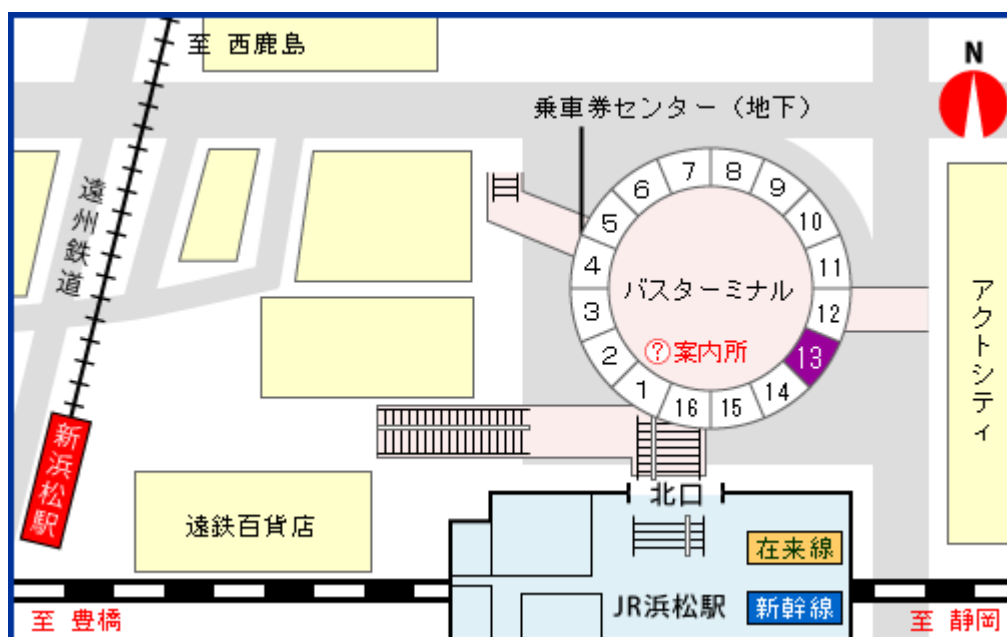 至 西鹿島
N
乗車券センター（地下）
遠州鉄道
7
8
6
9
5
10
4
11
バスターミナル
3
12
アクトシティ
2
?案内所
13
1
14
16
15
新浜松駅
北口
遠鉄百貨店
在来線
JR浜松駅
新幹線
至 豊橋
至 静岡